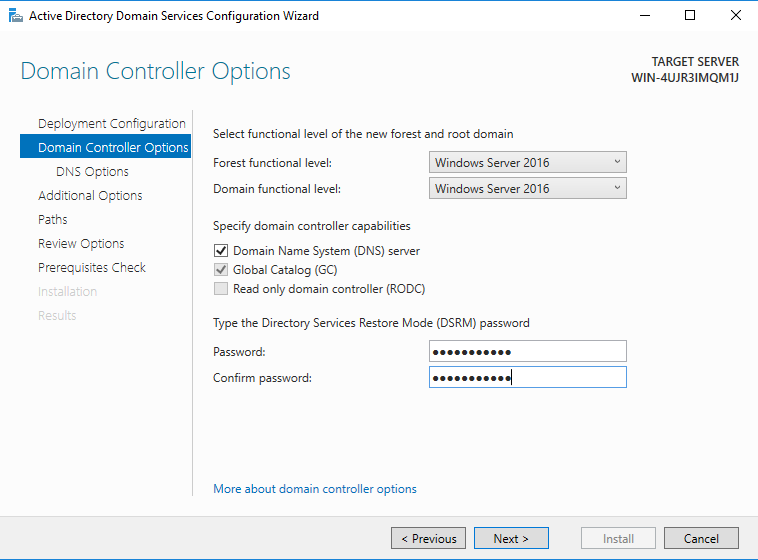 Active Directory Domain Services Configuration Wizard
Domain Controller Options
TARGET SERVER
WIN-4UJR3IMQM1J
Deployment Configuration
Domain Controller Options
DNS Options
Additional Options
Paths
Review Options
Prerequisites Check
Installation
Results
Select functional level of the new forest and root domain
Forest functional level: Windows Server 2016
Domain functional level: Windows Server 2016
Specify domain controller capabilities
Domain Name System (DNS) server
Global Catalog (GC)
Read only domain controller (RODC)
Type the Directory Services Restore Mode (DSRM) password
Password: •••••••••••
Confirm password: •••••••••••
More about domain controller options
< Previous Next > Install Cancel